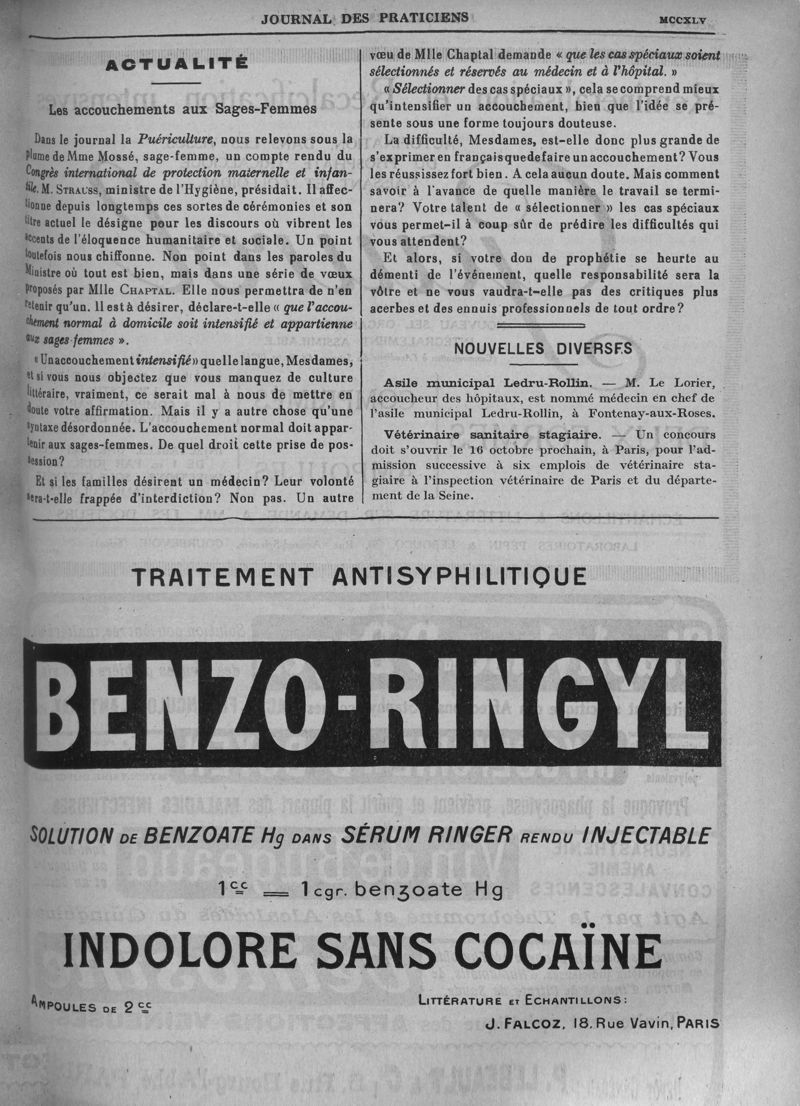 JOURNAL DES PRATICIENS
MCCXLV
ACTUALITÉ
Les accouchements aux Sages-Femmes
Dans le journal la Puériculture, nous relevons sous la
plume de Mme Mossé, sage-femme, un compte rendu du
Congrès international de protection maternelle et infan-
tile. M. STRAUSS, ministre de l'Hygiène, présidait. Il affec-
tionne depuis longtemps ces sortes de cérémonies et son
titre actuel le désigne pour les discours où vibrent les
accents de l'éloquence humanitaire et sociale. Un point
toutefois nous chiffonne. Non point dans les paroles du
Ministre où tout est bien, mais dans une série de vœux
proposés par Mlle CHAPTAL. Elle nous permettra de n'en
retenir qu'un. Il est à désirer, déclare-t-elle « que l'accou-
chement normal à domicile soit intensifié et appartienne
aux sages femmes ».
« Un accouchement intensifié » quelle langue, Mesdames,
et si vous nous objectez que vous manquez de culture
littéraire, vraiment, ce serait mal à nous de mettre en
doute votre affirmation. Mais il y a autre chose qu'une
syntaxe désordonnée. L'accouchement normal doit appar-
tenir aux sages-femmes. De quel droit cette prise de pos-
session?
Et si les familles désirent un médecin? Leur volonté
sera-t-elle frappée d'interdiction? Non pas. Un autre
vœu de Mlle Chaptal demande « que les cas spéciaux soient
sélectionnés et réservés au médecin et à l'hôpital. »
« Sélectionner des cas spéciaux », cela se comprend mieux
qu'intensifier un accouchement, bien que l'idée se pré-
sente sous une forme toujours douteuse.
La difficulté, Mesdames, est-elle donc plus grande de
s'exprimer en français que de faire un accouchement? Vous
les réussissez fort bien. A cela aucun doute. Mais comment
savoir à l'avance de quelle manière le travail se termi-
nera? Votre talent de « sélectionner » les cas spéciaux
vous permet-il à coup sûr de prédire les difficultés qui
vous attendent?
Et alors, si votre don de prophétie se heurte au
démenti de l'événement, quelle responsabilité sera la
vôtre et ne vous vaudra-t-elle pas des critiques plus
acerbes et des ennuis professionnels de tout ordre?
NOUVELLES DIVERSES
Asile municipal Ledru-Rollin. — M. Le Lorier,
accoucheur des hôpitaux, est nommé médecin en chef de
l'asile municipal Ledru-Rollin, à Fontenay-aux-Roses.
Vétérinaire sanitaire stagiaire. — Un concours
doit s'ouvrir le 16 octobre prochain, à Paris, pour l'ad-
mission successive à six emplois de vétérinaire sta-
giaire à l'inspection vétérinaire de Paris et du départe-
ment de la Seine.
TRAITEMENT ANTISYPHILITIQUE
BENZO-RINGYL
SOLUTION DE BENZOATE Hg DANS SÉRUM RINGER RENDU INJECTABLE
1cc = 1 cgr. benzoate Hg
INDOLORE SANS COCAÏNE
AMPOULES DE 2 cc
LITTÉRATURE ET ECHANTILLONS:
J. FALCOZ, 18, Rue Vavin, PARIS